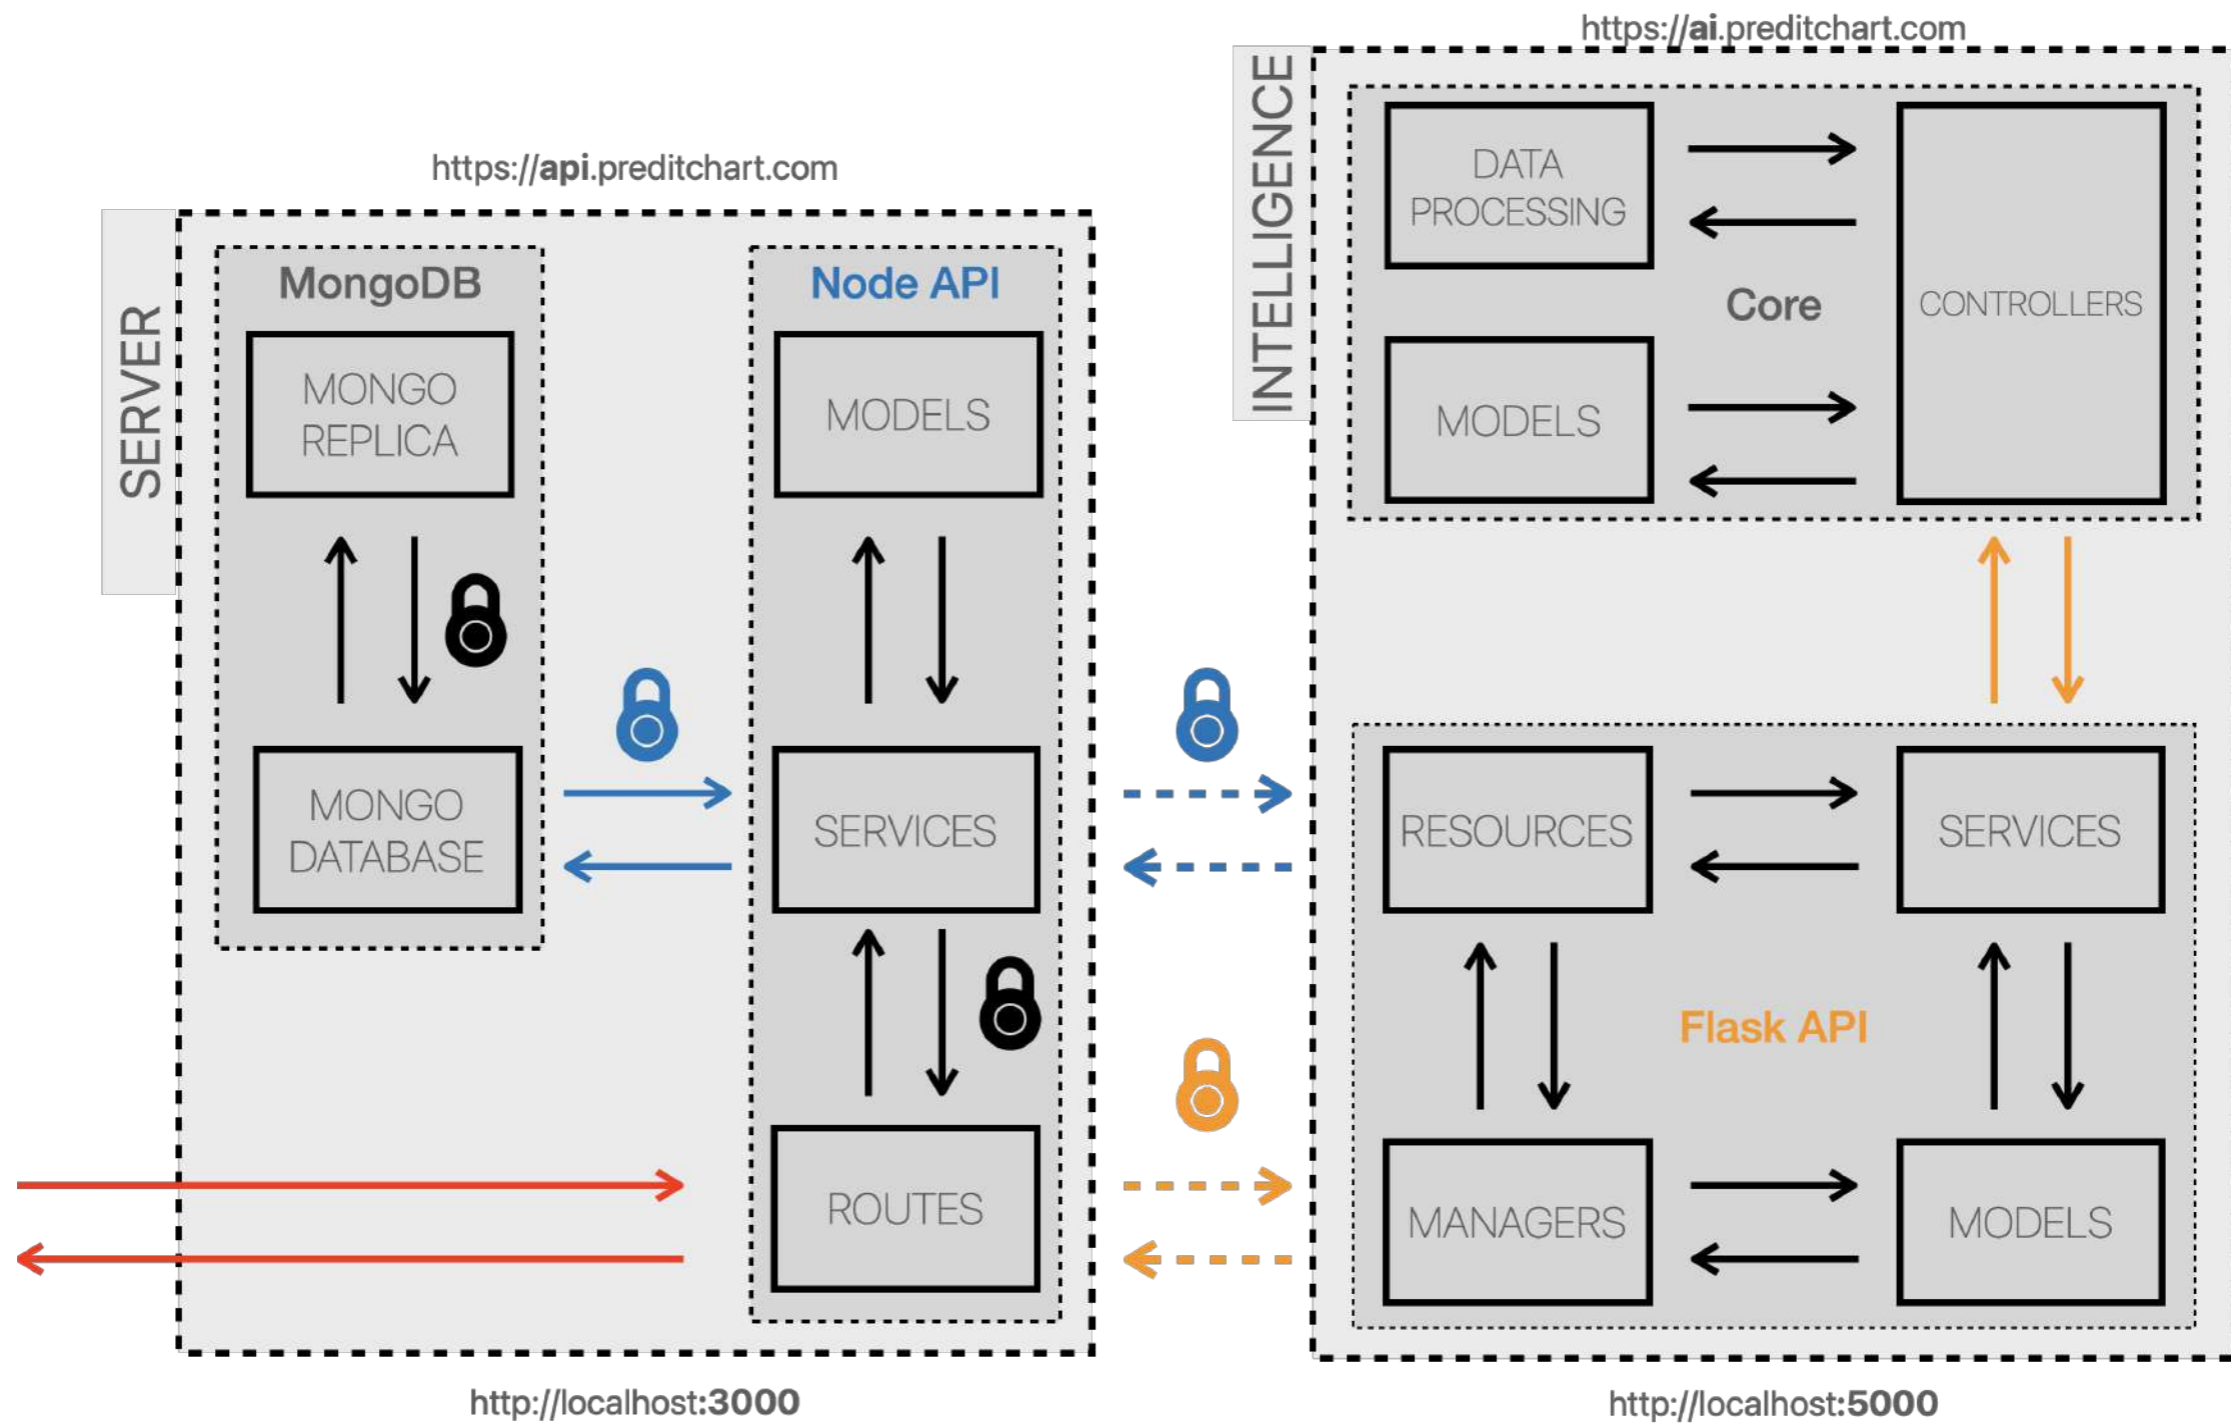 https://api.preditchart.com
SERVER
MongoDB
MONGO
REPLICA
MONGO
DATABASE
Node API
MODELS
SERVICES
ROUTES
http://localhost:3000
https://ai.preditchart.com
INTELLIGENCE
DATA
PROCESSING
Core
CONTROLLERS
MODELS
RESOURCES
SERVICES
Flask API
MANAGERS
MODELS
http://localhost:5000